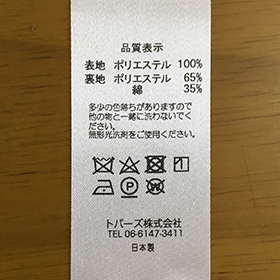 品質表示
表地 ポリエステル 100%
裏地 ポリエステル 65%
綿 35%
多少の色落ちがありますので
他の物と一緒に洗わないでく
ださい。
無蛍光洗剤をご使用ください。
トパーズ株式会社
TEL 06-6147-3411
日本製